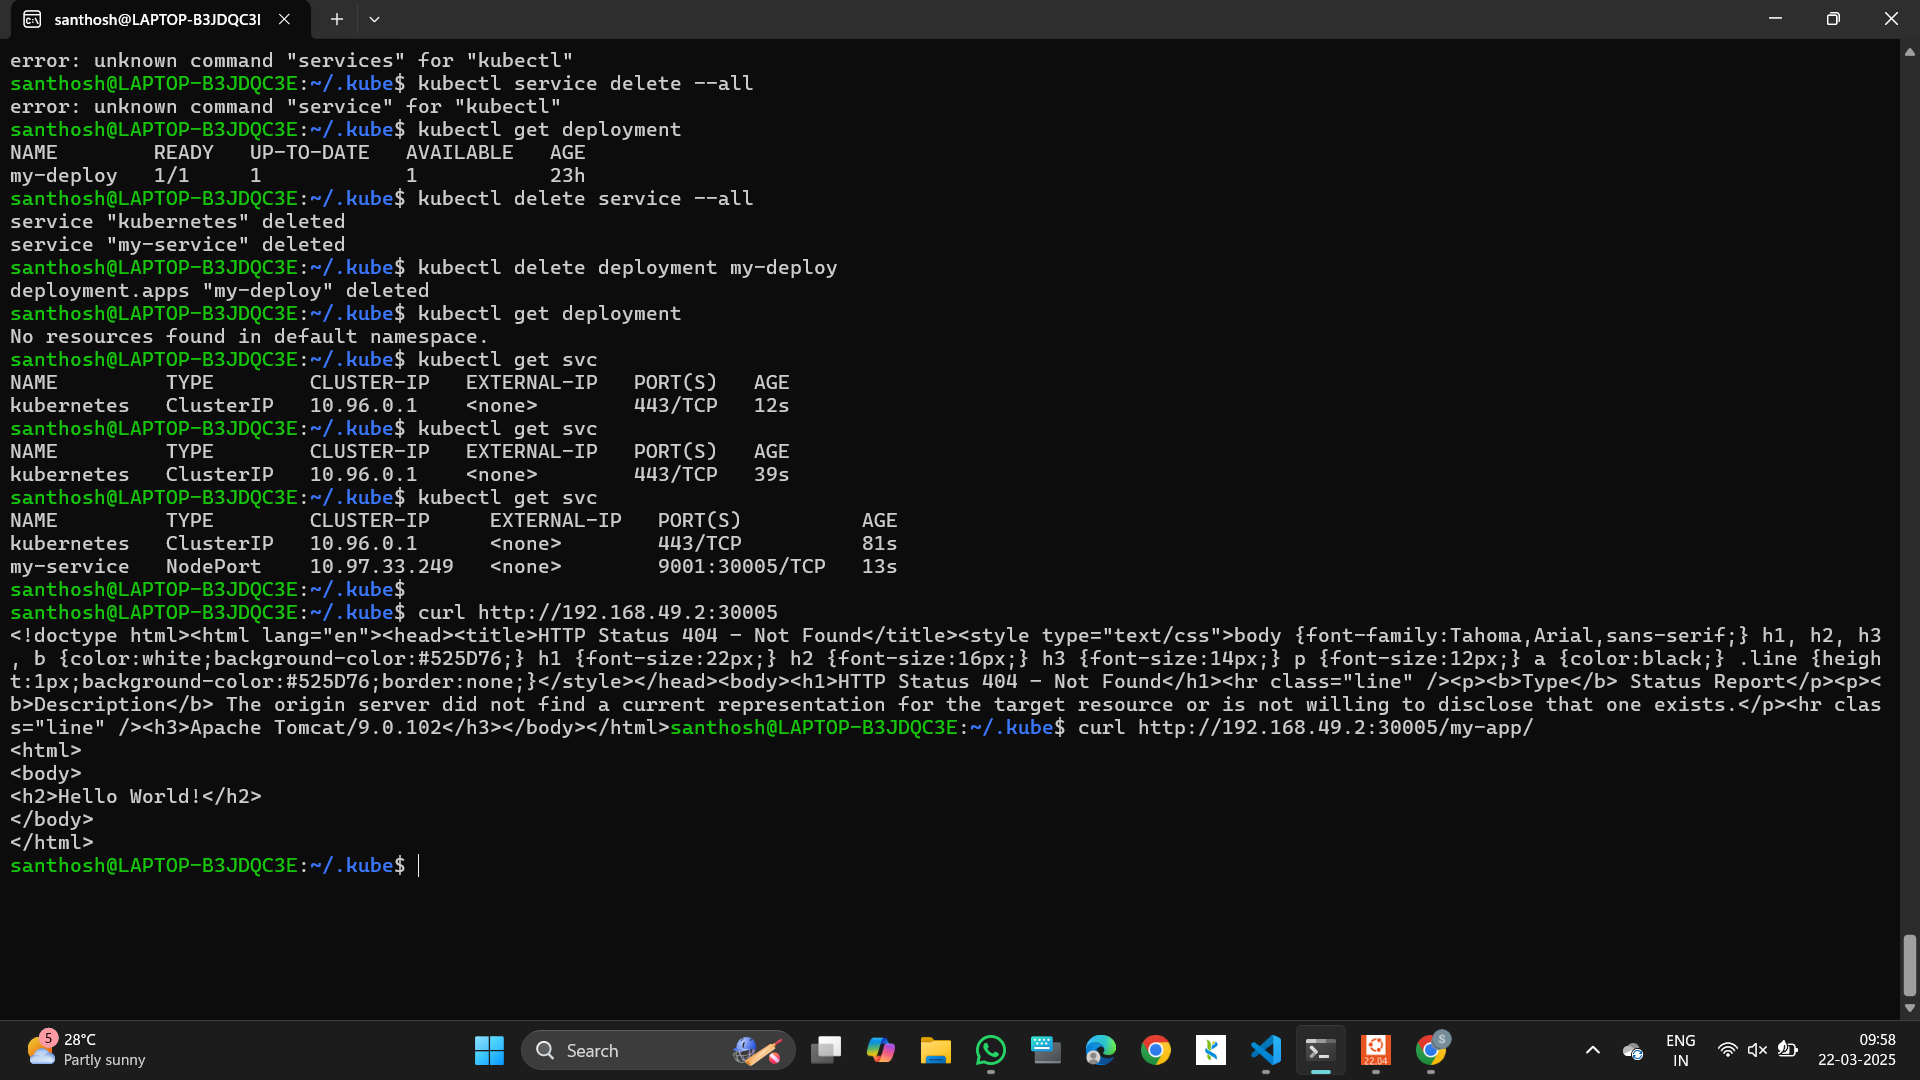 santhosh@LAPTOP-B3JDQC3I
error: unknown command "services" for "kubectl"
santhosh@LAPTOP-B3JDQC3E:~/.kube$ kubectl service delete --all
error: unknown command "service" for "kubectl"
santhosh@LAPTOP-B3JDQC3E:~/.kube$ kubectl get deployment
NAME        READY   UP-TO-DATE   AVAILABLE   AGE
my-deploy   1/1     1            1           23h
santhosh@LAPTOP-B3JDQC3E:~/.kube$ kubectl delete service --all
service "kubernetes" deleted
service "my-service" deleted
santhosh@LAPTOP-B3JDQC3E:~/.kube$ kubectl delete deployment my-deploy
deployment.apps "my-deploy" deleted
santhosh@LAPTOP-B3JDQC3E:~/.kube$ kubectl get deployment
No resources found in default namespace.
santhosh@LAPTOP-B3JDQC3E:~/.kube$ kubectl get svc
NAME         TYPE        CLUSTER-IP   EXTERNAL-IP   PORT(S)   AGE
kubernetes   ClusterIP   10.96.0.1    <none>        443/TCP   12s
santhosh@LAPTOP-B3JDQC3E:~/.kube$ kubectl get svc
NAME         TYPE        CLUSTER-IP   EXTERNAL-IP   PORT(S)   AGE
kubernetes   ClusterIP   10.96.0.1    <none>        443/TCP   39s
santhosh@LAPTOP-B3JDQC3E:~/.kube$ kubectl get svc
NAME         TYPE        CLUSTER-IP     EXTERNAL-IP   PORT(S)          AGE
kubernetes   ClusterIP   10.96.0.1      <none>        443/TCP          81s
my-service   NodePort    10.97.33.249   <none>        9001:30005/TCP   13s
santhosh@LAPTOP-B3JDQC3E:~/.kube$
santhosh@LAPTOP-B3JDQC3E:~/.kube$ curl http://192.168.49.2:30005
<!doctype html><html lang="en"><head><title>HTTP Status 404 – Not Found</title><style type="text/css">body {font-family:Tahoma,Arial,sans-serif;} h1, h2, h3
, b {color:white;background-color:#525D76;} h1 {font-size:22px;} h2 {font-size:16px;} h3 {font-size:14px;} p {font-size:12px;} a {color:black;} .line {heigh
t:1px;background-color:#525D76;border:none;}</style></head><body><h1>HTTP Status 404 – Not Found</h1><hr class="line" /><p><b>Type</b> Status Report</p><p><
b>Description</b> The origin server did not find a current representation for the target resource or is not willing to disclose that one exists.</p><hr clas
s="line" /><h3>Apache Tomcat/9.0.102</h3></body></html>santhosh@LAPTOP-B3JDQC3E:~/.kube$ curl http://192.168.49.2:30005/my-app/
<html>
<body>
<h2>Hello World!</h2>
</body>
</html>
santhosh@LAPTOP-B3JDQC3E:~/.kube$
5
28°C
Partly sunny
Search
22.04
S
ENG
IN
09:58
22-03-2025